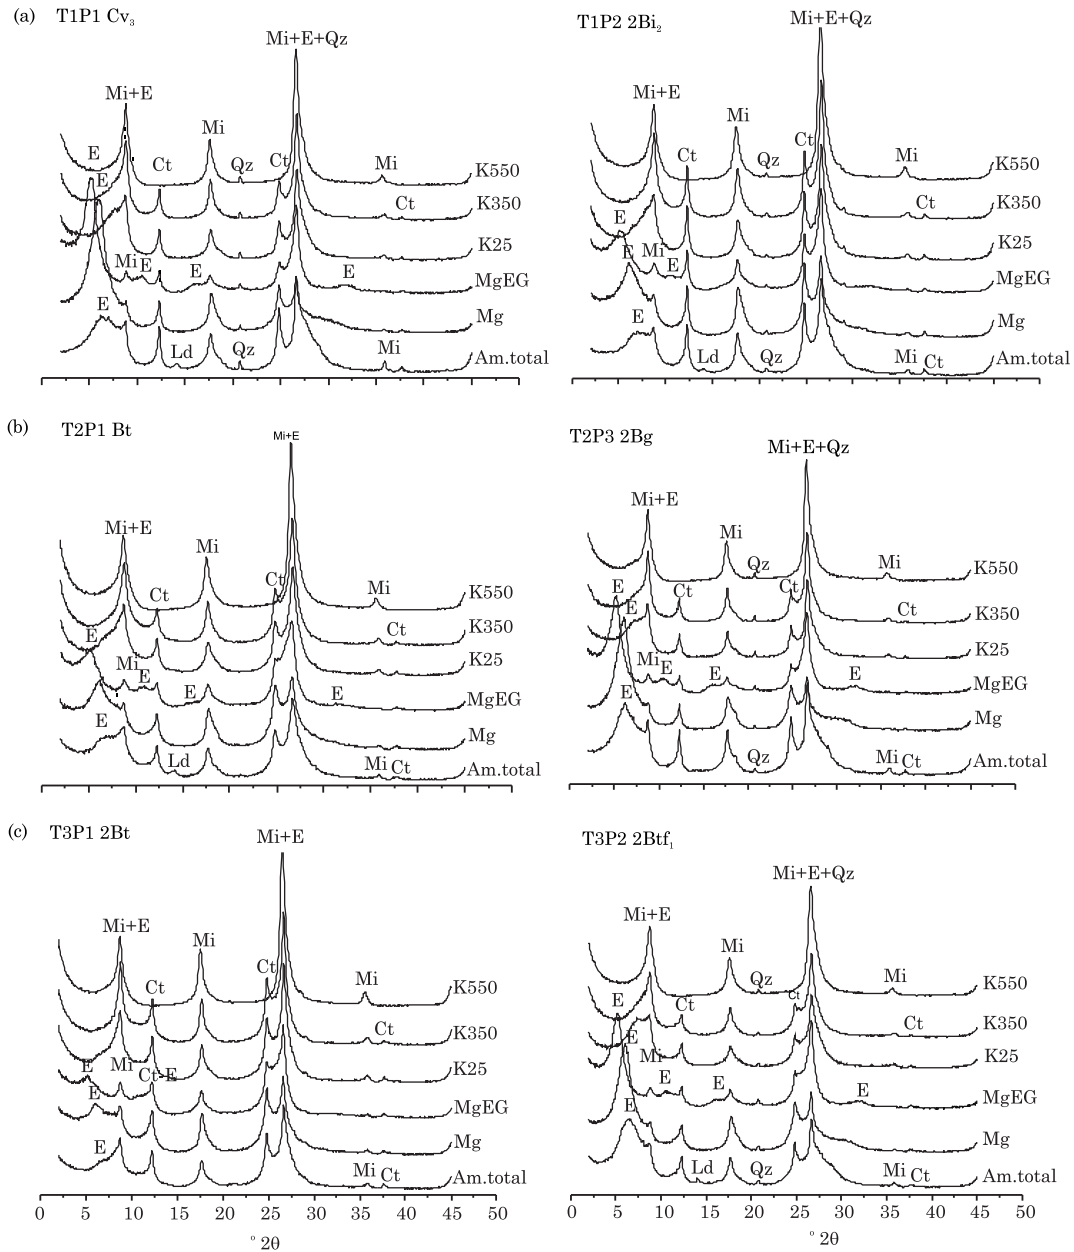 (a) T1P1 Cv3
Mi+E+Qz
Mi+E
Mi
E
Ct
Qz
Ct
Mi
K550
E
Ct
K350
K25
Mi
E
E
E
MgEG
E
Mg
Ld
Qz
Mi
Am.total
T1P2 2Bi2
Mi+E+Qz
Mi+E
Mi
Ct
Ct
Qz
Mi
K550
Ct
K350
E
K25
E
Mi
E
MgEG
E
Mg
Ld
Qz
Mi
Ct
Am.total
(b) T2P1 Bt
Mi+E
Mi+E
Mi
Ct
Ct
Mi
K550
Ct
K350
E
Mi
E
K25
E
E
MgEG
E
Mg
Ld
Mi
Ct
Am.total
T2P3 2Bg
Mi+E+Qz
Mi+E
Mi
Qz
Mi
K550
E
Ct
Ct
E
Ct
K350
K25
Mi
E
E
E
MgEG
E
Mg
Qz
Mi
Ct
Am.total
(c) T3P1 2Bt
Mi+E
Mi+E
Mi
Ct
Ct
Mi
K550
Ct
K350
E
Mi
Ct-E
K25
E
MgEG
E
Mg
Mi
Ct
Am.total
0 5 10 15 20 25 30 35 40 45 50
° 2θ
T3P2 2Btf1
Mi+E+Qz
Mi+E
Mi
Qz
Mi
K550
E
Ct
Ct
Ct
K350
E
Mi
K25
E
E
E
MgEG
E
Mg
Ld
Qz
Mi
Ct
Am.total
0 5 10 15 20 25 30 35 40 45 50
° 2θ